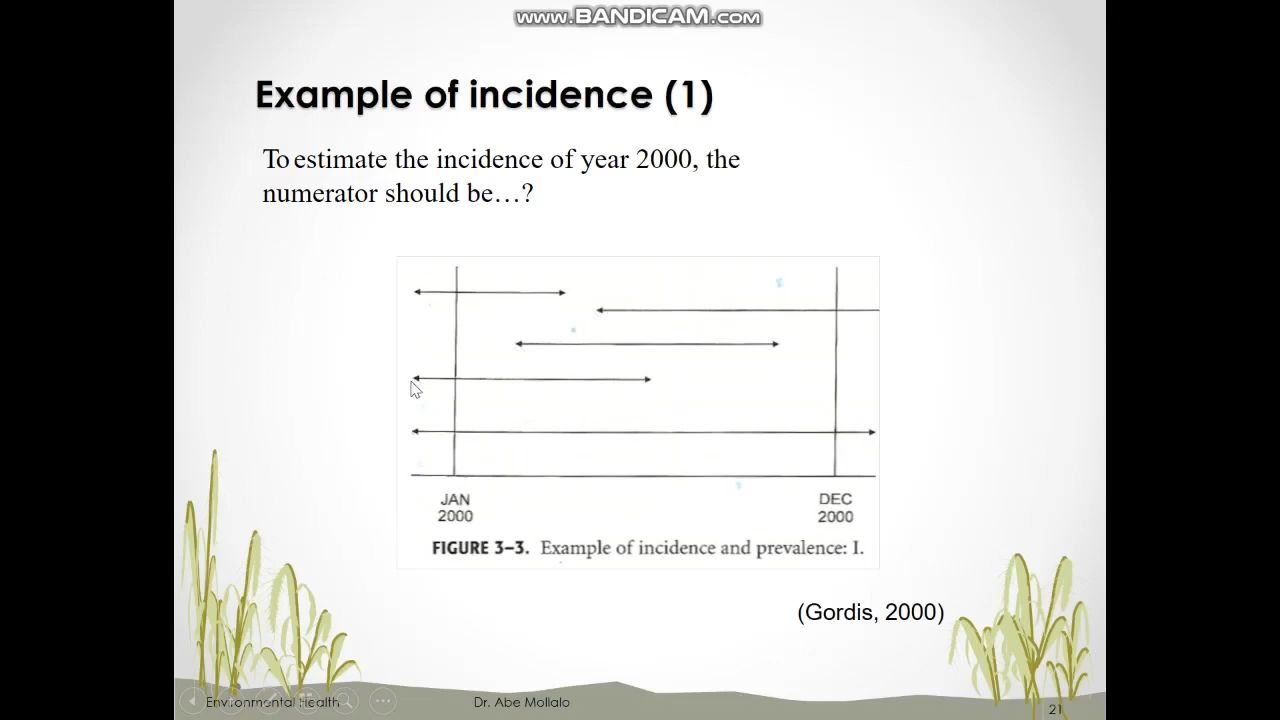 www.BANDICAM.com
Example of incidence (1)
To estimate the incidence of year 2000, the
numerator should be…?
JAN
2000
DEC
2000
FIGURE 3–3. Example of incidence and prevalence: I.
(Gordis, 2000)
Environmental Health
Dr. Abe Mollalo
21